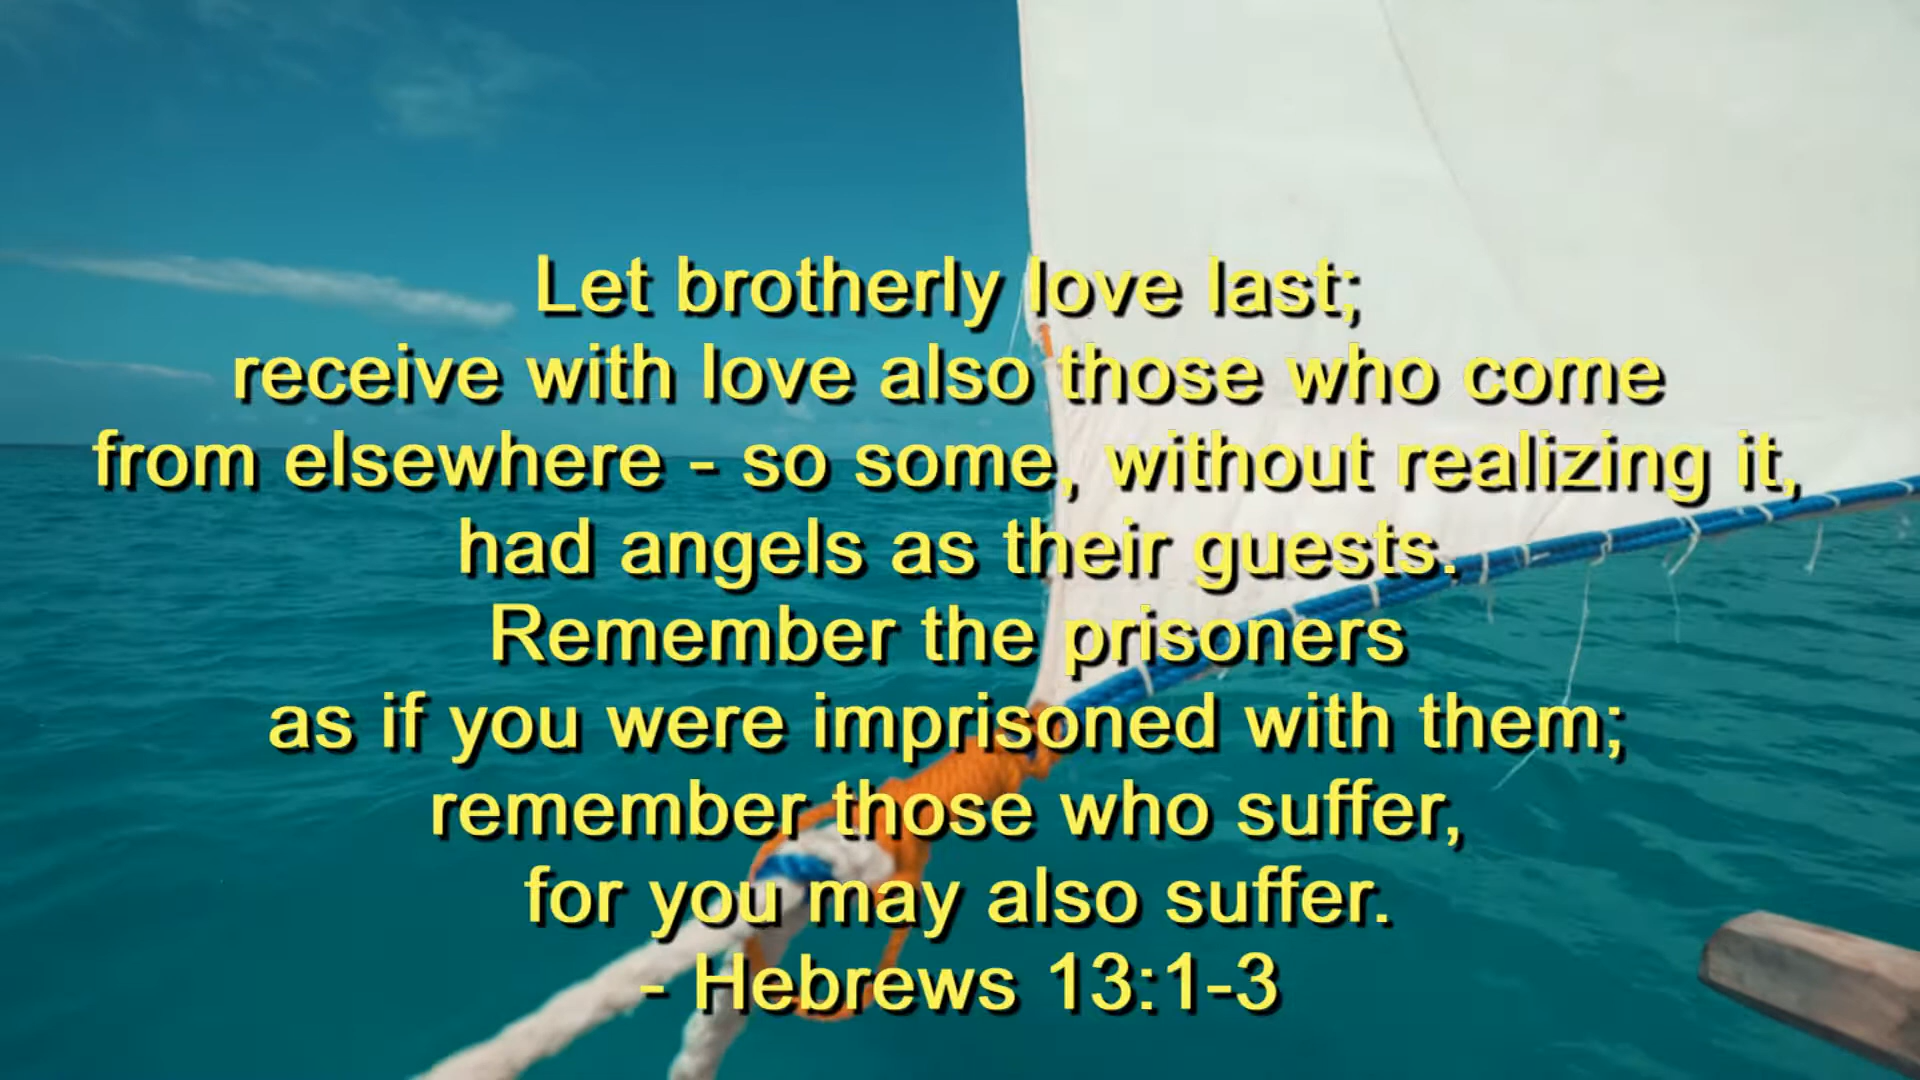 Let brotherly love last;
receive with love also those who come
from elsewhere - so some, without realizing it,
had angels as their guests.
Remember the prisoners
as if you were imprisoned with them;
remember those who suffer,
for you may also suffer.
- Hebrews 13:1-3